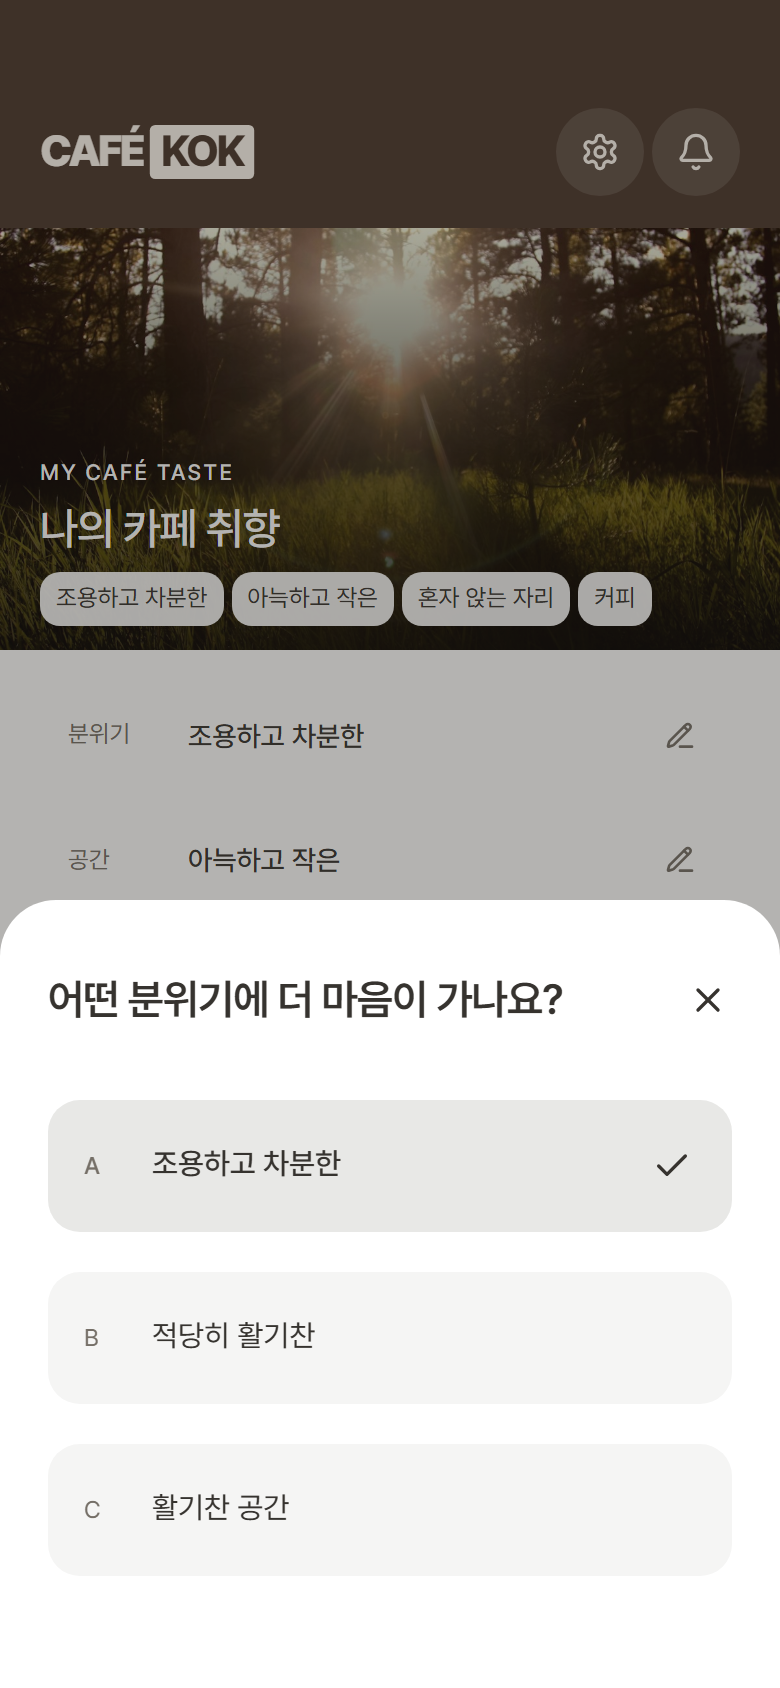 CAFÉ KOK
MY CAFÉ TASTE
나의 카페 취향
조용하고 차분한 아늑하고 작은 혼자 앉는 자리 커피
분위기 조용하고 차분한
공간 아늑하고 작은
어떤 분위기에 더 마음이 가나요?
A 조용하고 차분한
B 적당히 활기찬
C 활기찬 공간